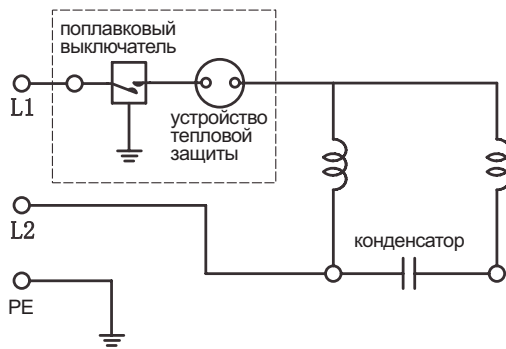 поплавковый
выключатель
L1
устройство
тепловой
защиты
L2
конденсатор
PE